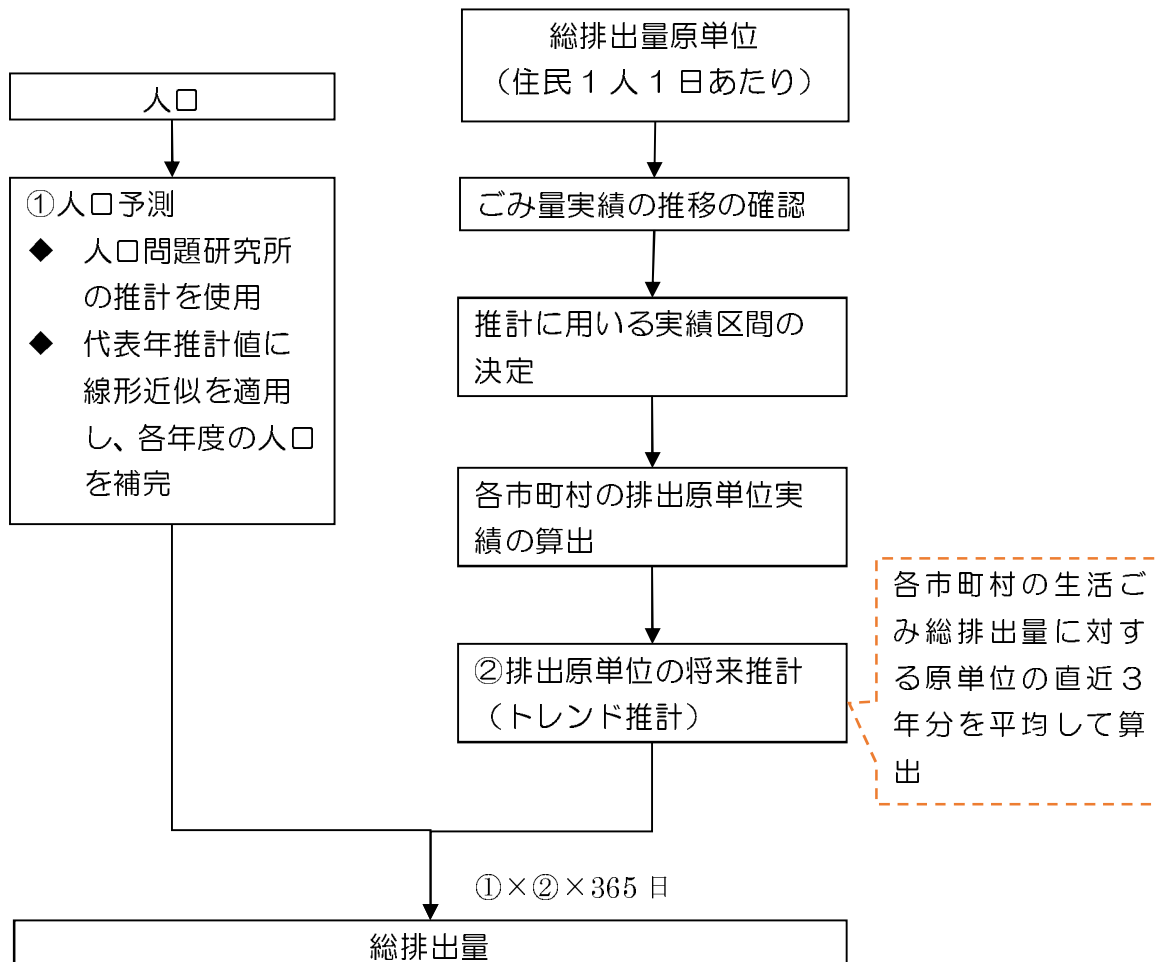 総排出量原単位
（住民１人１日あたり）
人口
①人口予測
◆ 人口問題研究所
の推計を使用
◆ 代表年推計値に
線形近似を適用
し、各年度の人口
を補完
ごみ量実績の推移の確認
推計に用いる実績区間の
決定
各市町村の排出原単位実
績の算出
②排出原単位の将来推計
（トレンド推計）
各市町村の生活ご
み総排出量に対す
る原単位の直近３
年分を平均して算
出
①×②×365 日
総排出量